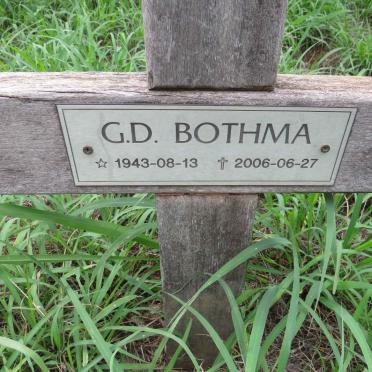 G.D. BOTHMA
☆ 1943-08-13 ✝ 2006-06-27